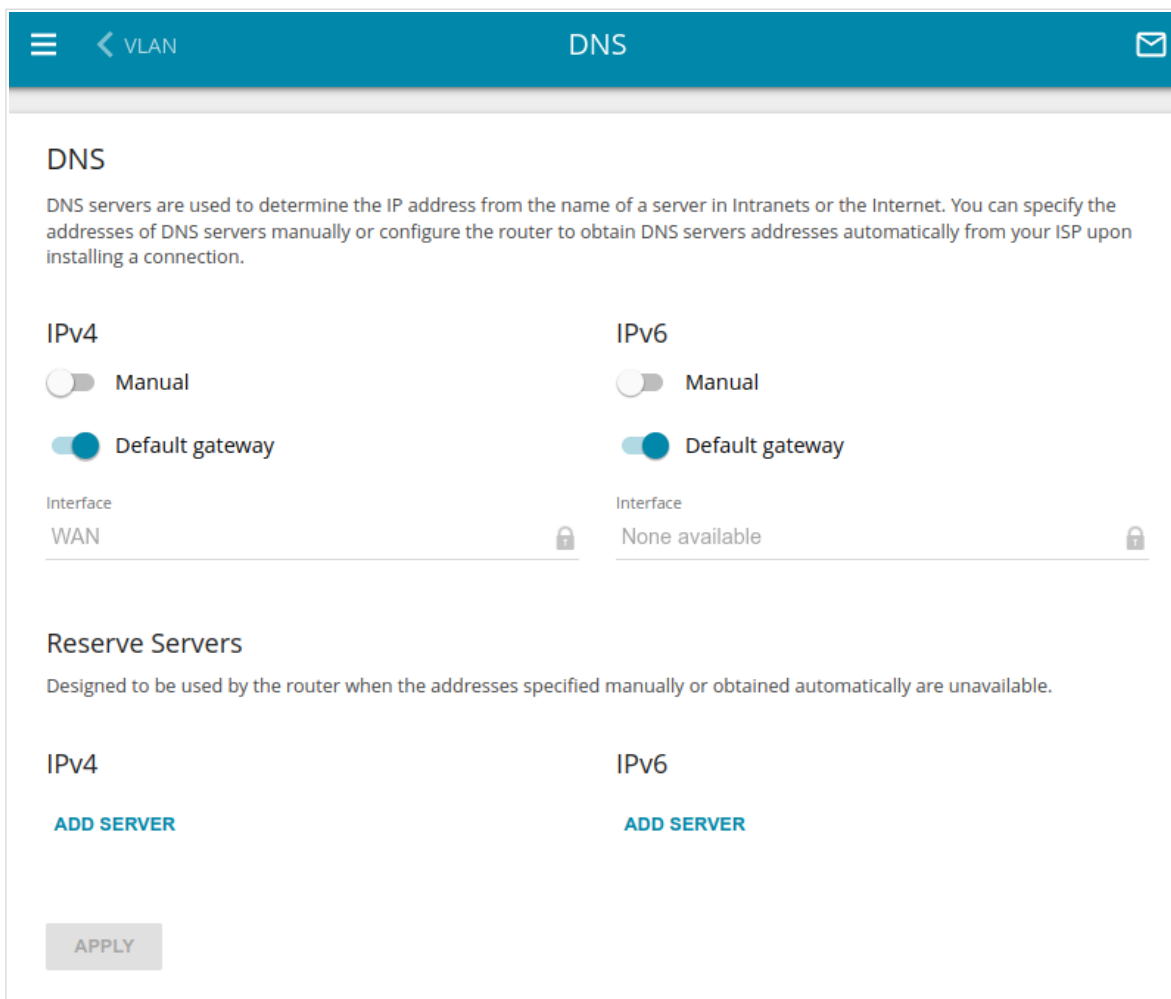 VLAN
DNS
DNS
DNS servers are used to determine the IP address from the name of a server in Intranets or the Internet. You can specify the
addresses of DNS servers manually or configure the router to obtain DNS servers addresses automatically from your ISP upon
installing a connection.
IPv4
Manual
Default gateway
Interface
WAN
IPv6
Manual
Default gateway
Interface
None available
Reserve Servers
Designed to be used by the router when the addresses specified manually or obtained automatically are unavailable.
IPv4
ADD SERVER
IPv6
ADD SERVER
APPLY